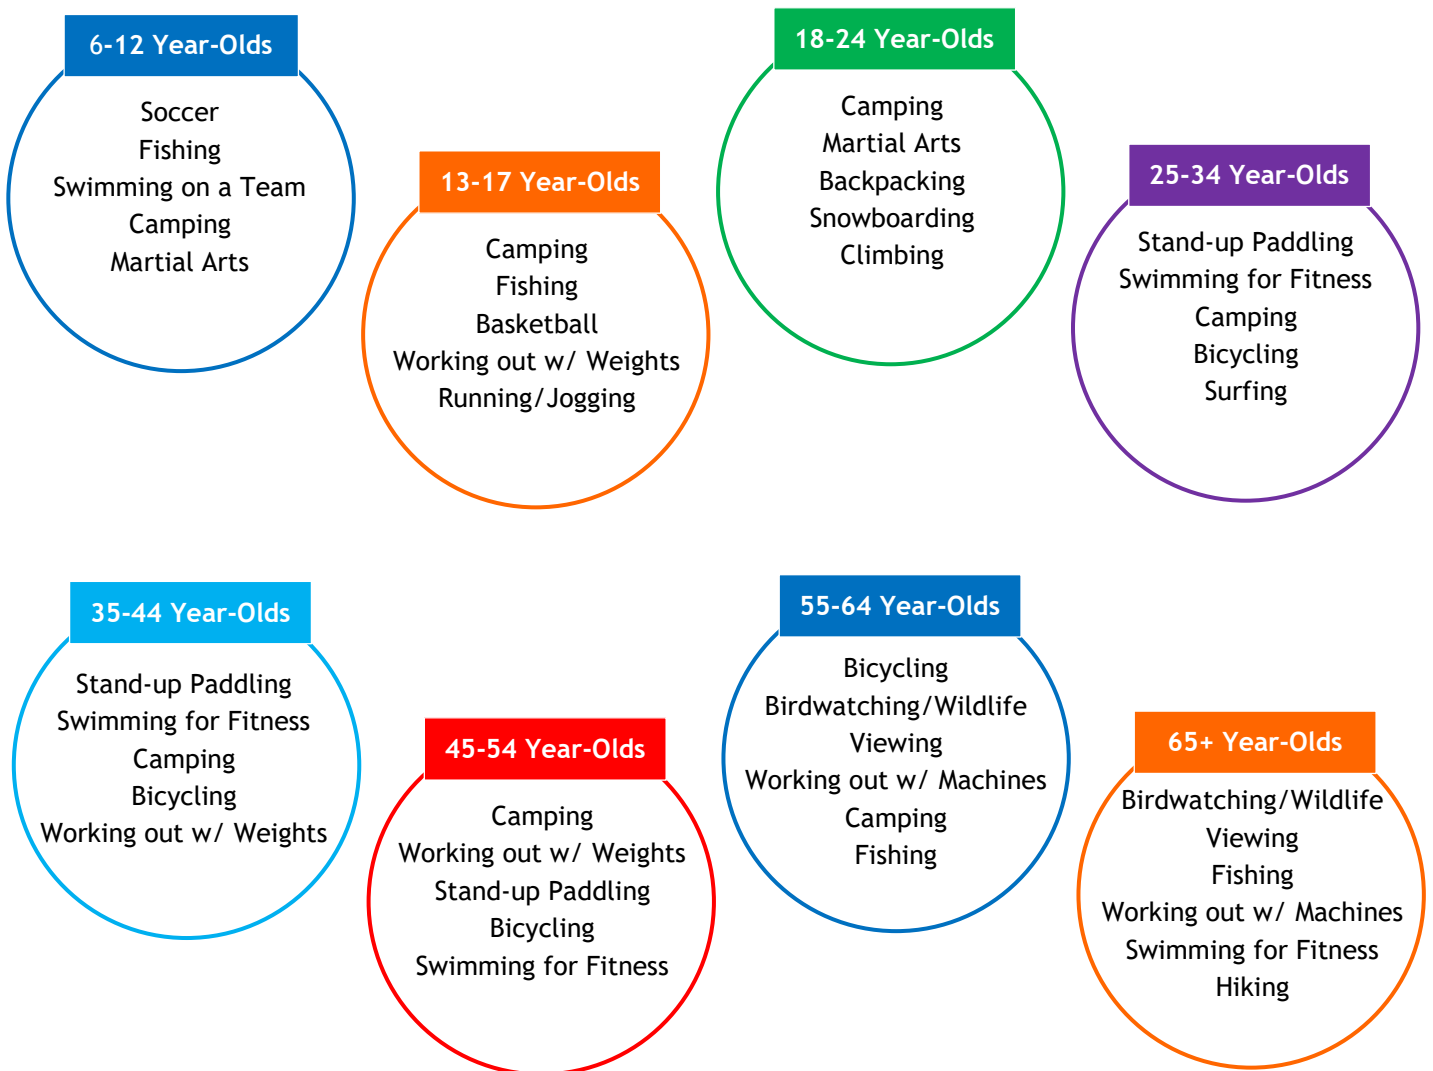 6-12 Year-Olds
Soccer
Fishing
Swimming on a Team
Camping
Martial Arts
13-17 Year-Olds
Camping
Fishing
Basketball
Working out w/ Weights
Running/Jogging
18-24 Year-Olds
Camping
Martial Arts
Backpacking
Snowboarding
Climbing
25-34 Year-Olds
Stand-up Paddling
Swimming for Fitness
Camping
Bicycling
Surfing
35-44 Year-Olds
Stand-up Paddling
Swimming for Fitness
Camping
Bicycling
Working out w/ Weights
45-54 Year-Olds
Camping
Working out w/ Weights
Stand-up Paddling
Bicycling
Swimming for Fitness
55-64 Year-Olds
Bicycling
Birdwatching/Wildlife
Viewing
Working out w/ Machines
Camping
Fishing
65+ Year-Olds
Birdwatching/Wildlife
Viewing
Fishing
Working out w/ Machines
Swimming for Fitness
Hiking